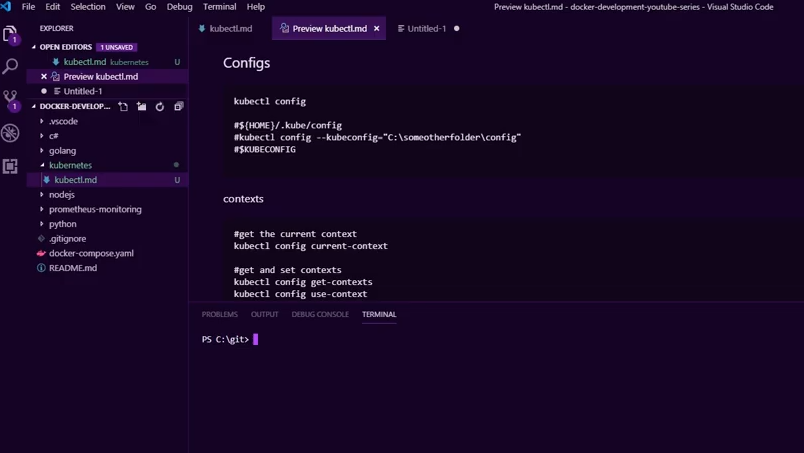 File Edit Selection View Go Debug Terminal Help
Preview kubectl.md - docker-development-youtube-series - Visual Studio Code
EXPLORER
OPEN EDITORS 1 UNSAVED
kubectl.md kubernetes U
Preview kubectl.md
Untitled-1
DOCKER-DEVELOP...
.vscode
c#
golang
kubernetes
kubectl.md U
nodejs
prometheus-monitoring
python
.gitignore
docker-compose.yaml
README.md
1
1
kubectl.md
Preview kubectl.md
Untitled-1
Configs
kubectl config
#${HOME}/.kube/config
#kubectl config --kubeconfig="C:\someotherfolder\config"
#$KUBECONFIG
contexts
#get the current context
kubectl config current-context
#get and set contexts
kubectl config get-contexts
kubectl config use-context
PROBLEMS OUTPUT DEBUG CONSOLE TERMINAL
PS C:\git>